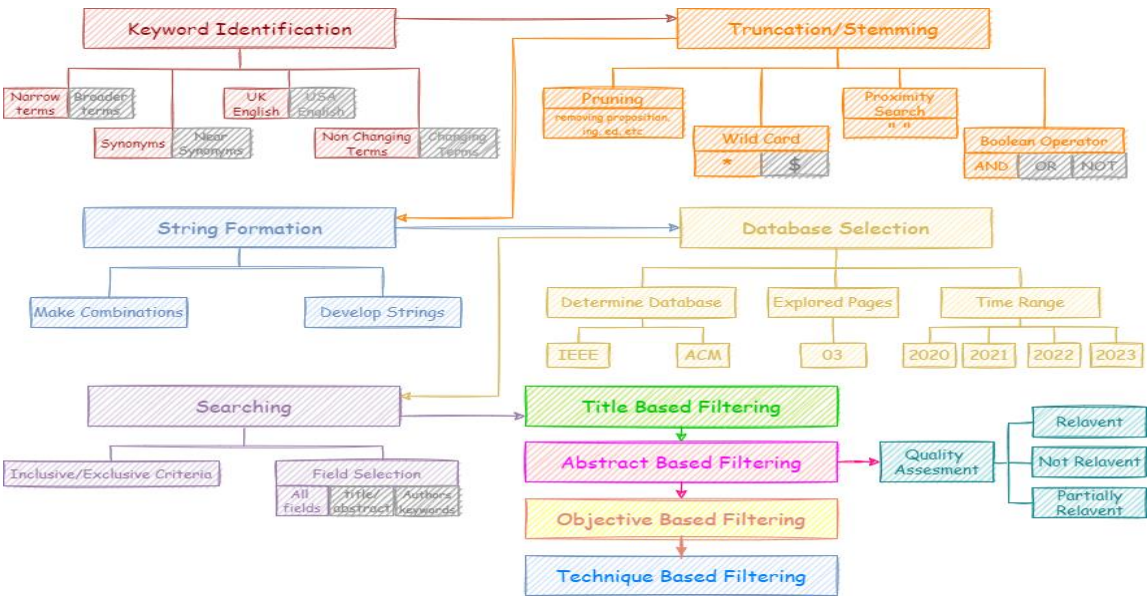 Keyword Identification
Truncation/Stemming
Narrow
terms
Broader
terms
UK
English
USA
English
Synonyms
Near
Synonyms
Non Changing
Terms
Changing
Terms
Pruning
removing proposition,
ing, ed, etc
Wild Card
*
$
Proximity
Search
" "
Boolean Operator
AND
OR
NOT
String Formation
Database Selection
Make Combinations
Develop Strings
Determine Database
Explored Pages
Time Range
IEEE
ACM
03
2020
2021
2022
2023
Searching
Title Based Filtering
Inclusive/Exclusive Criteria
Field Selection
All
fields
title/
abstract
Authors
keywords
Abstract Based Filtering
Quality
Assesment
Relavent
Not Relavent
Partially
Relavent
Objective Based Filtering
Technique Based Filtering